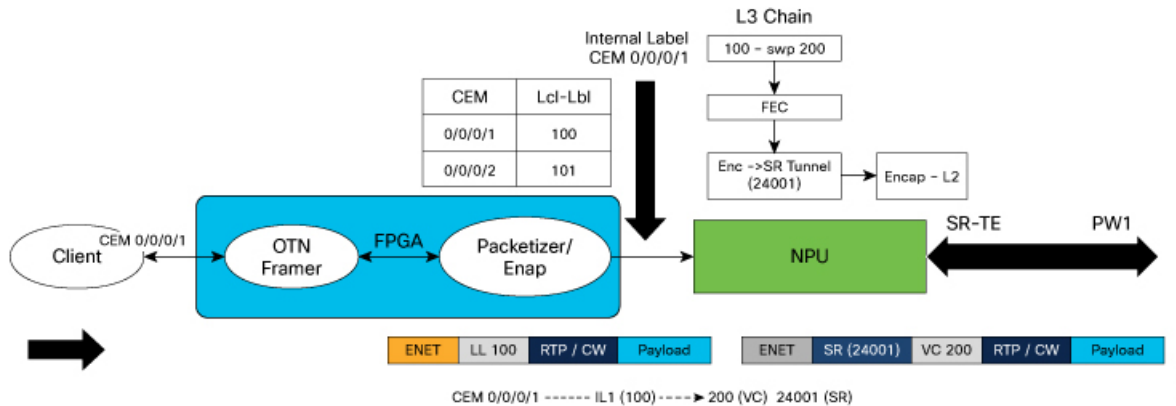 L3 Chain
Internal Label
CEM 0/0/0/1
100 - swp 200
FEC
Enc ->SR Tunnel
(24001)
Encap - L2
CEM Lcl-Lbl
0/0/0/1 100
0/0/0/2 101
Client
CEM 0/0/0/1
OTN
Framer
FPGA
Packetizer/
Enap
NPU
SR-TE
PW1
ENET LL 100 RTP / CW Payload
ENET SR (24001) VC 200 RTP / CW Payload
CEM 0/0/0/1 ------ IL1 (100) ----> 200 (VC) 24001 (SR)